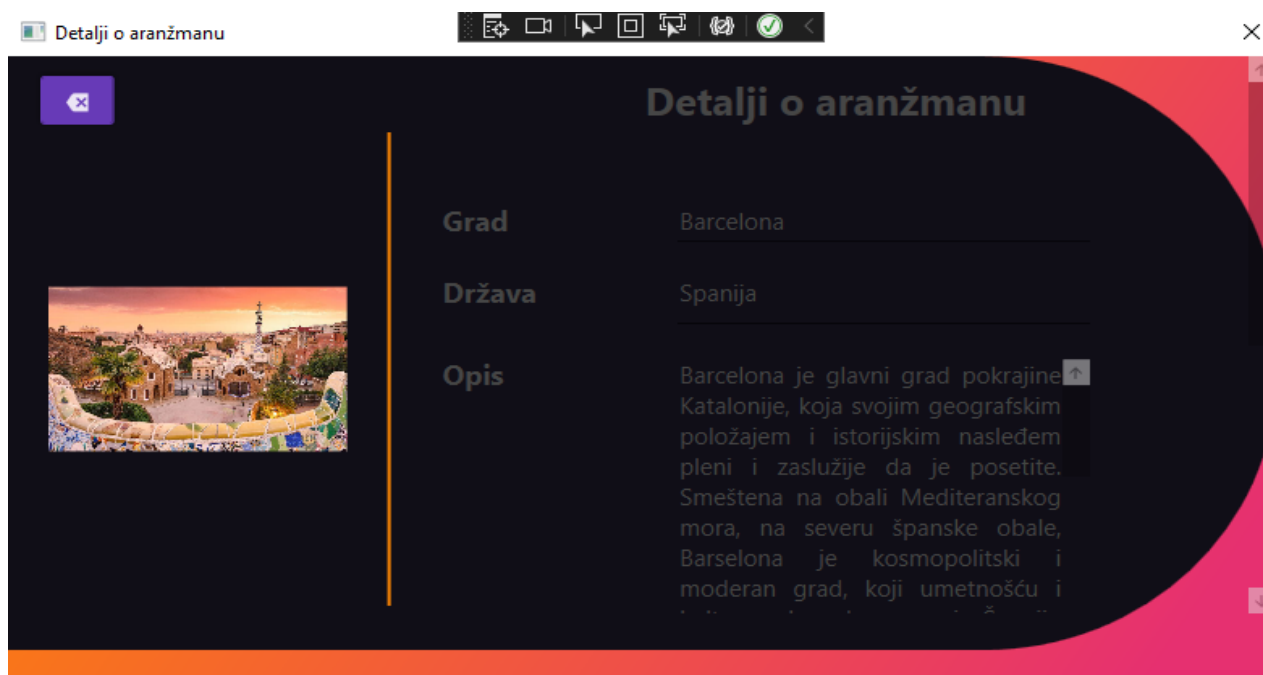 Detalji o aranžmanu
Detalji o aranžmanu
Grad
Barcelona
Država
Spanija
Opis
Barcelona je glavni grad pokrajine
Katalonije, koja svojim geografskim
položajem i istorijskim nasleđem
pleni i zaslužije da je posetite.
Smeštena na obali Mediteranskog
mora, na severu španske obale,
Barselona je kosmopolitski i
moderan grad, koji umetnošću i